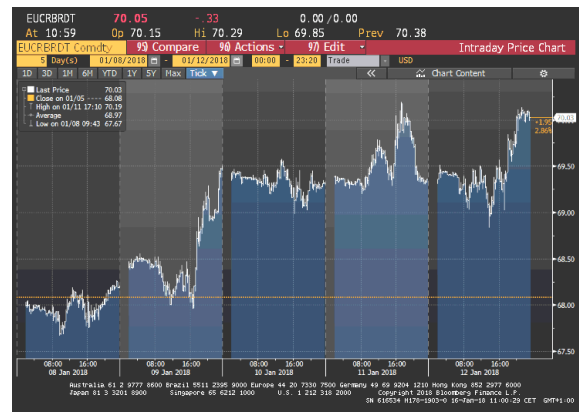 EUCRBRDT 70.05 -.33 0.00 / 0.00
At 10:59 Op 70.15 Hi 70.29 Lo 69.85 Prev 70.38
EUCRBRDT Comdty 99) Compare 96) Actions 97) Edit Intraday Price Chart
5 Day(s) 01/08/2018 - 01/12/2018 00:00 - 23:20 Trade USD
1D 3D 1M 6M YTD 1Y 5Y Max Tick ▼ « Chart Content
Last Price 70.03
Close on 01/05 ---- 68.08
High on 01/11 17:10 70.19
Average 68.97
Low on 01/08 09:43 67.67
70.03
-1.95
2.86%
69.50
69.00
68.50
68.00
67.50
08:00 16:00 08:00 16:00 08:00 16:00 08:00 16:00 08:00 16:00
08 Jan 2018 09 Jan 2018 10 Jan 2018 11 Jan 2018 12 Jan 2018
Australia 61 2 9777 8600 Brazil 5511 2395 9000 Europe 44 20 7330 7500 Germany 49 69 9204 1210 Hong Kong 852 2977 6000
Japan 81 3 3201 8900 Singapore 65 6212 1000 U.S. 1 212 318 2000 Copyright 2018 Bloomberg Finance L.P.
SN 616534 H178-1903-0 16-Jan-18 11:00:29 CET GMT+1:00